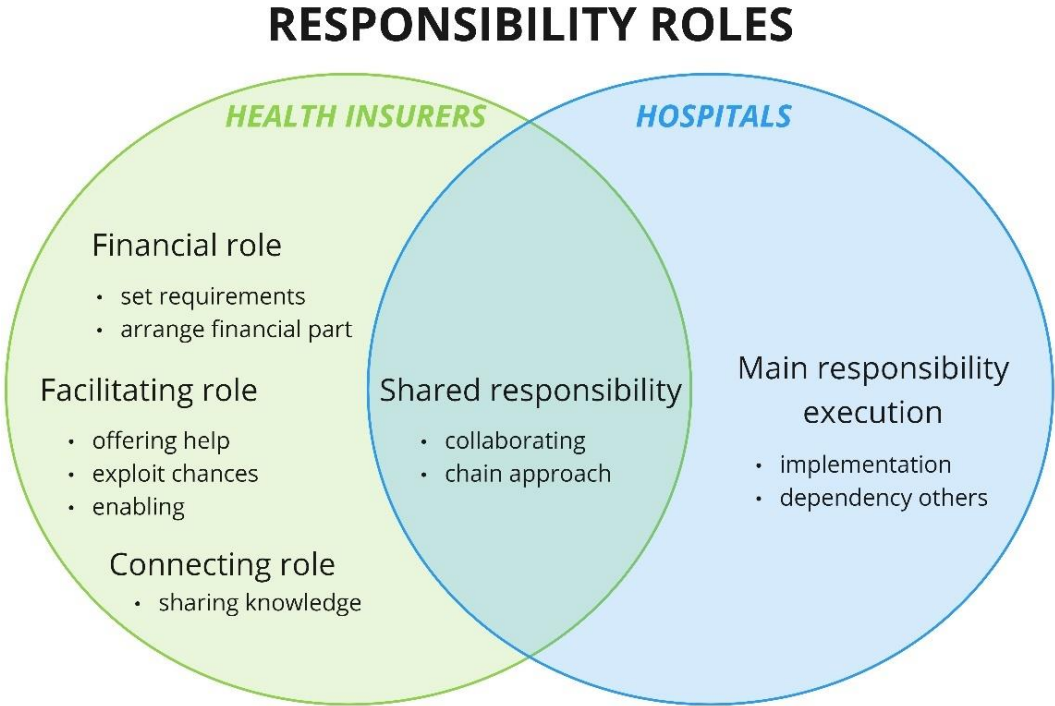 RESPONSIBILITY ROLES
HEALTH INSURERS
Financial role
• set requirements
• arrange financial part
Facilitating role
• offering help
• exploit chances
• enabling
Connecting role
• sharing knowledge
Shared responsibility
• collaborating
• chain approach
HOSPITALS
Main responsibility
execution
• implementation
• dependency others